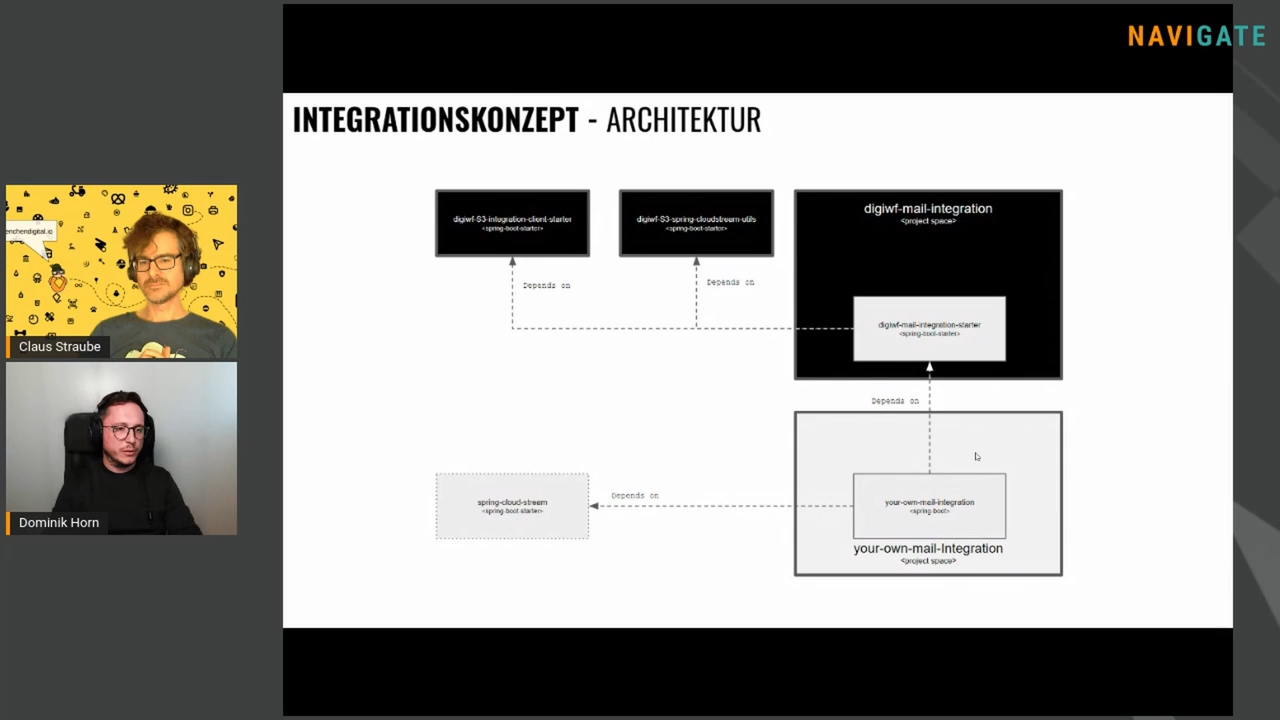 NAVIGATE
INTEGRATIONSKONZEPT - ARCHITEKTUR
digiwf-S3-integration-client-starter
<spring-boot-starter>
digiwf-S3-spring-cloudstream-utils
<spring-boot-starter>
digiwf-mail-integration
<project space>
Depends on
Depends on
digiwf-mail-integration-starter
<spring-boot-starter>
Depends on
spring-cloud-stream
<spring-boot-starter>
Depends on
your-own-mail-integration
<spring-boot>
your-own-mail-Integration
<project space>
enchendigital.io
Claus Straube
Dominik Horn